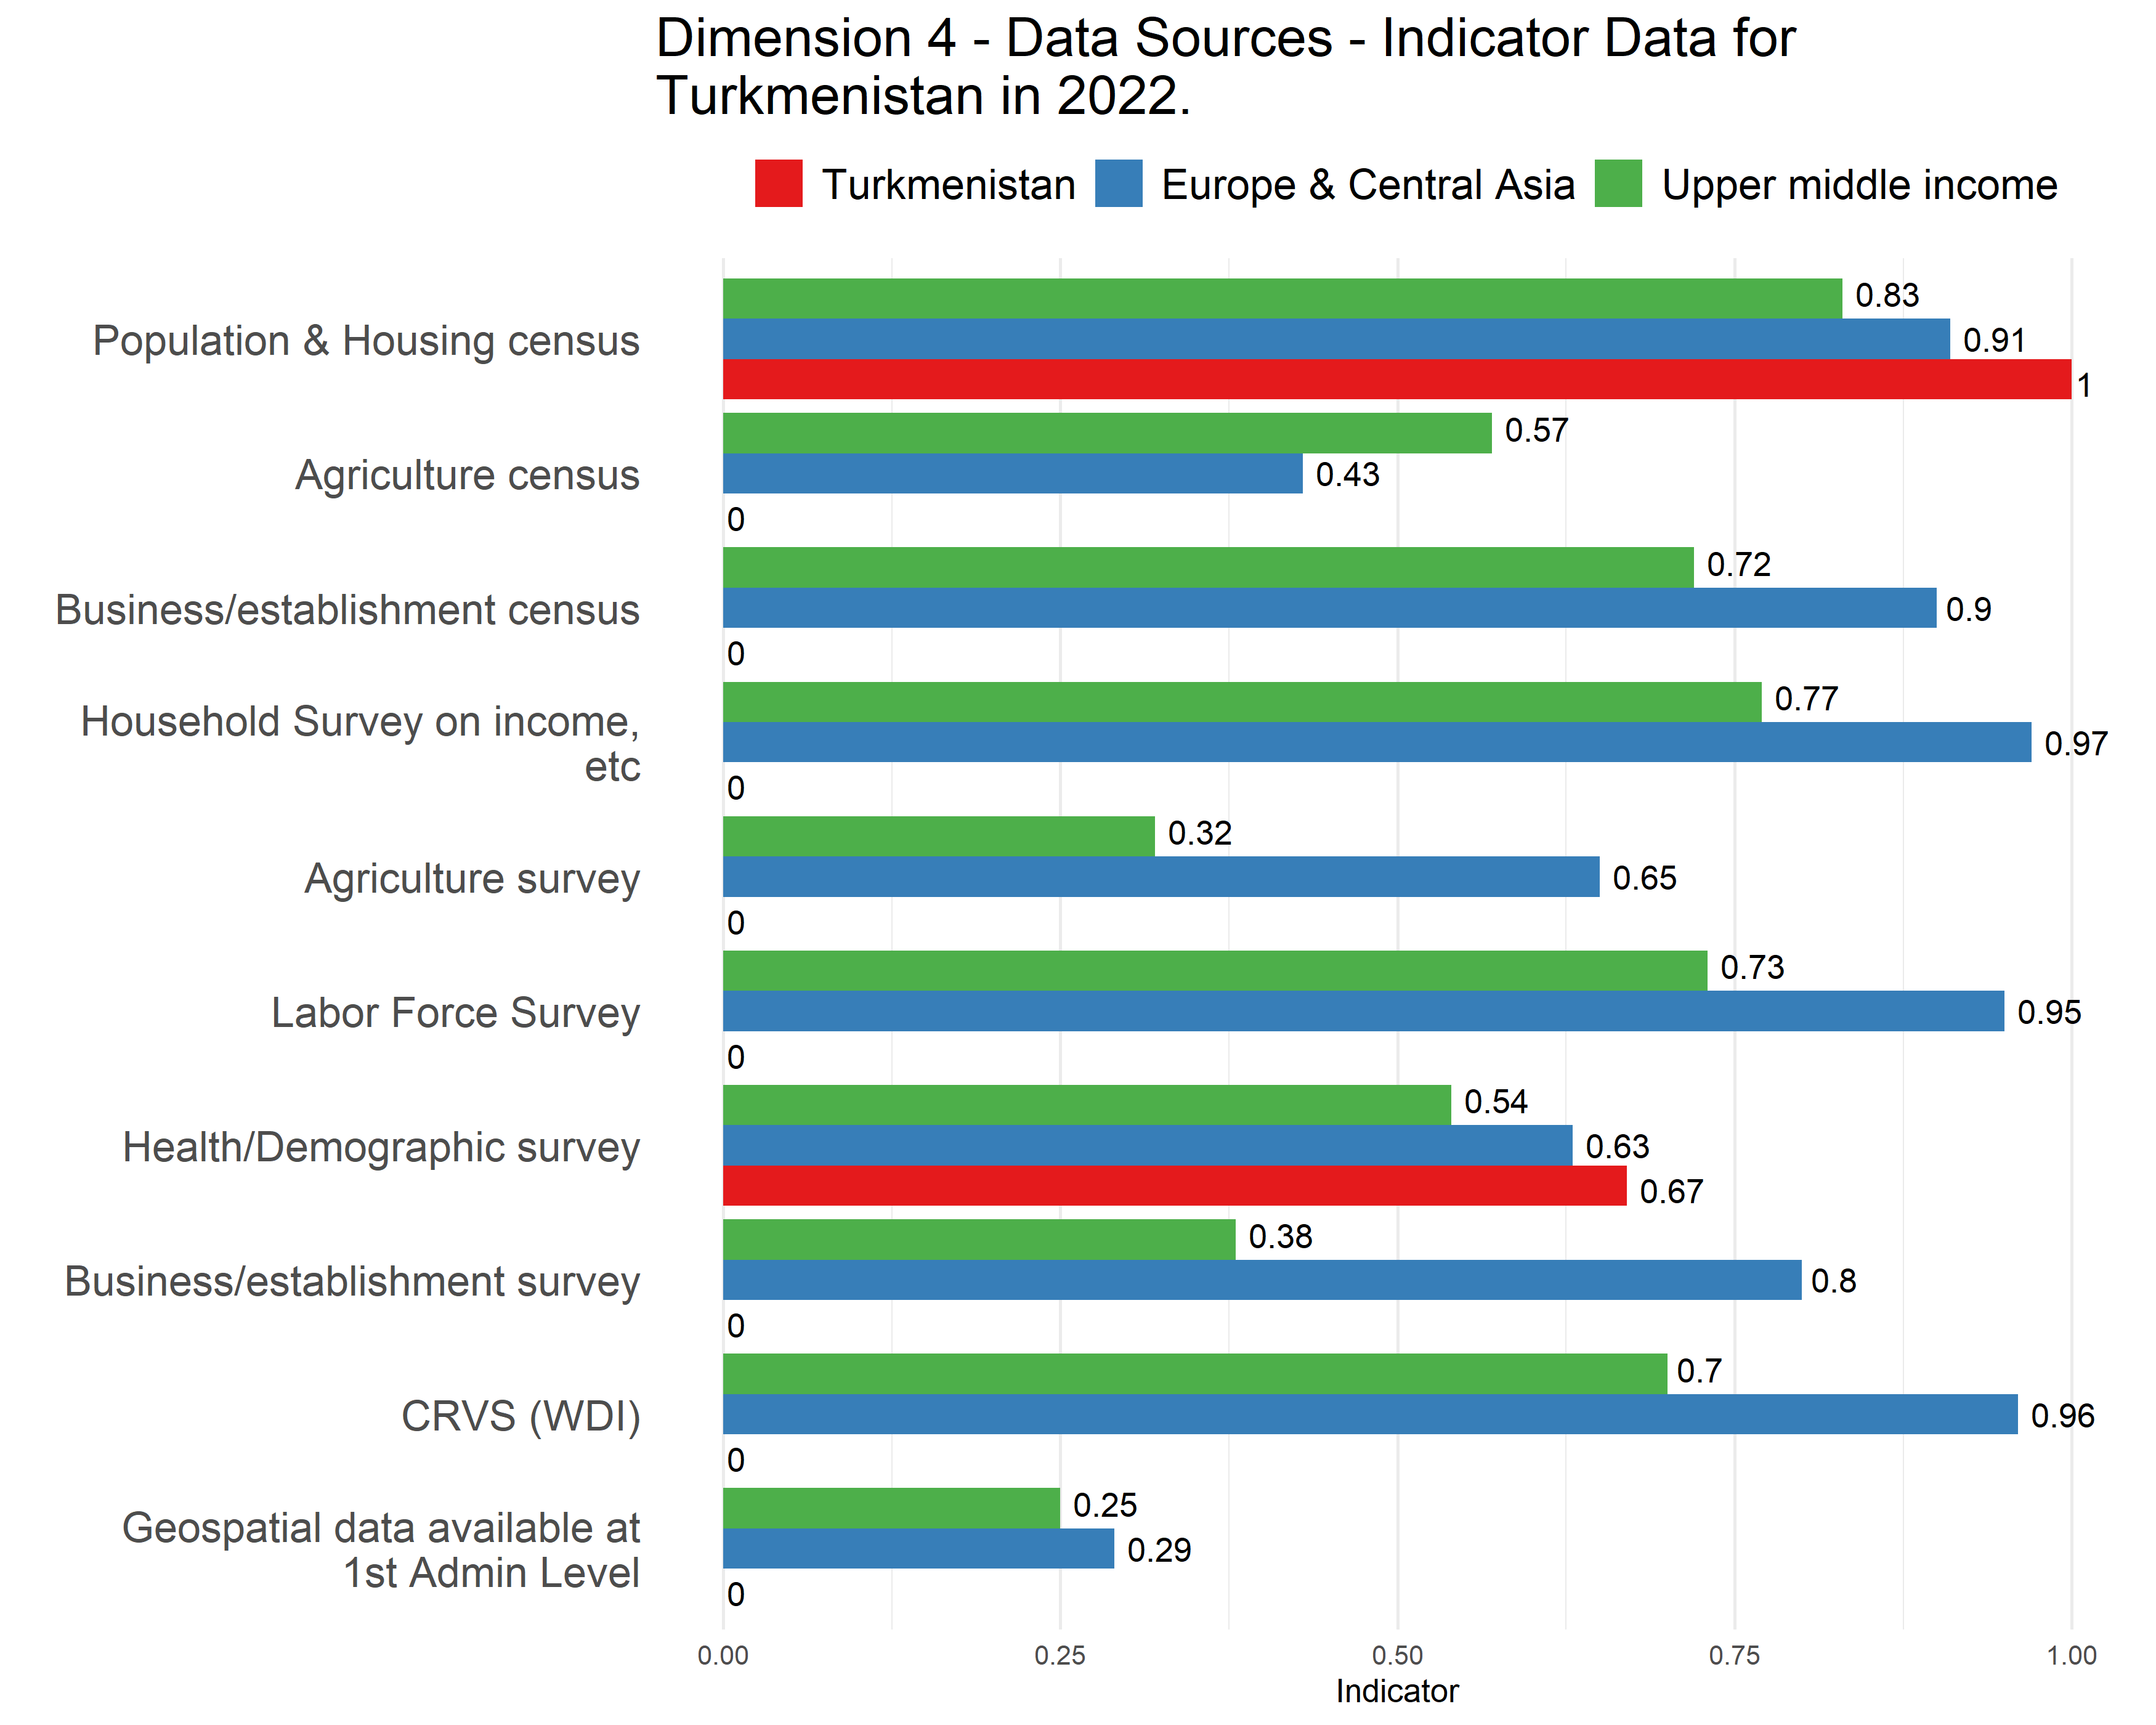 Dimension 4 - Data Sources - Indicator Data for
Turkmenistan in 2022.
Turkmenistan Europe & Central Asia Upper middle income
Population & Housing census
0.83
0.91
1
Agriculture census
0.57
0.43
0
Business/establishment census
0.72
0.9
0
Household Survey on income,
etc
0.77
0.97
0
Agriculture survey
0.32
0.65
0
Labor Force Survey
0.73
0.95
0
Health/Demographic survey
0.54
0.63
0.67
Business/establishment survey
0.38
0.8
0
CRVS (WDI)
0.7
0.96
0
Geospatial data available at
1st Admin Level
0.25
0.29
0
0.00 0.25 0.50 0.75 1.00
Indicator